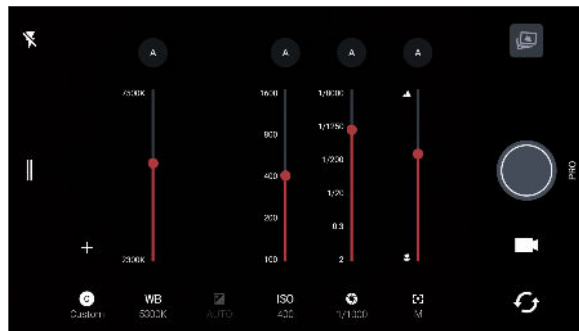 A A A A
7500K 1600 1/8000
800 1/1250
400 1/200
PRO
1/20
200 0.3
2300K 100 2
C WB ISO
Custom 5300K AUTO 400 1/1000 M